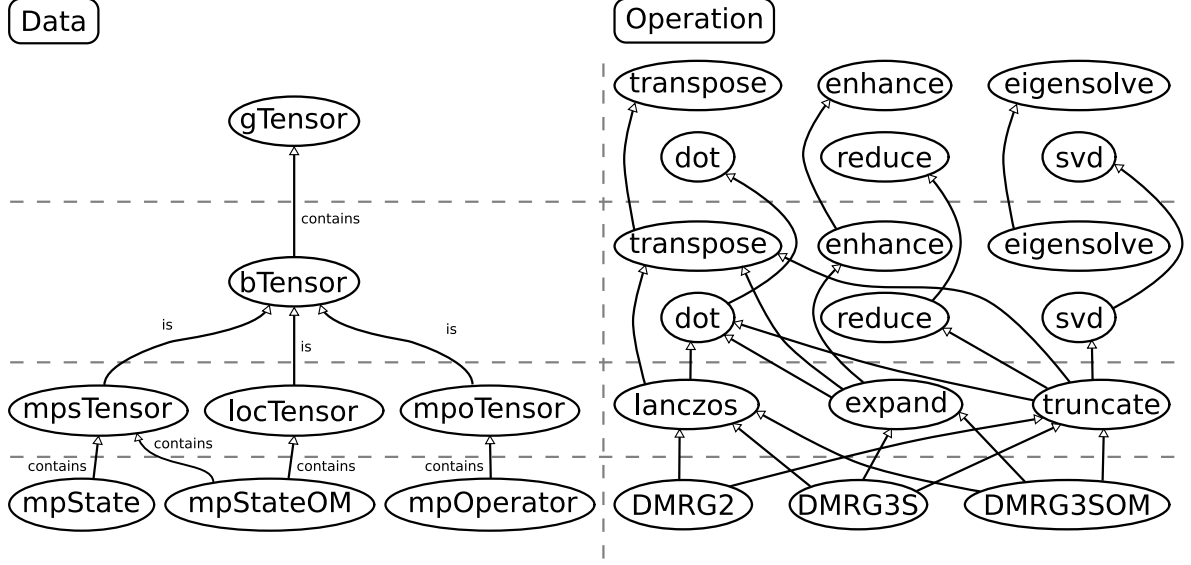 Data
gTensor
contains
bTensor
is
is
is
mpsTensor
locTensor
mpoTensor
contains
contains
contains
contains
mpState
mpStateOM
mpOperator
Operation
transpose
enhance
eigensolve
dot
reduce
svd
transpose
enhance
eigensolve
dot
reduce
svd
lanczos
expand
truncate
DMRG2
DMRG3S
DMRG3SOM